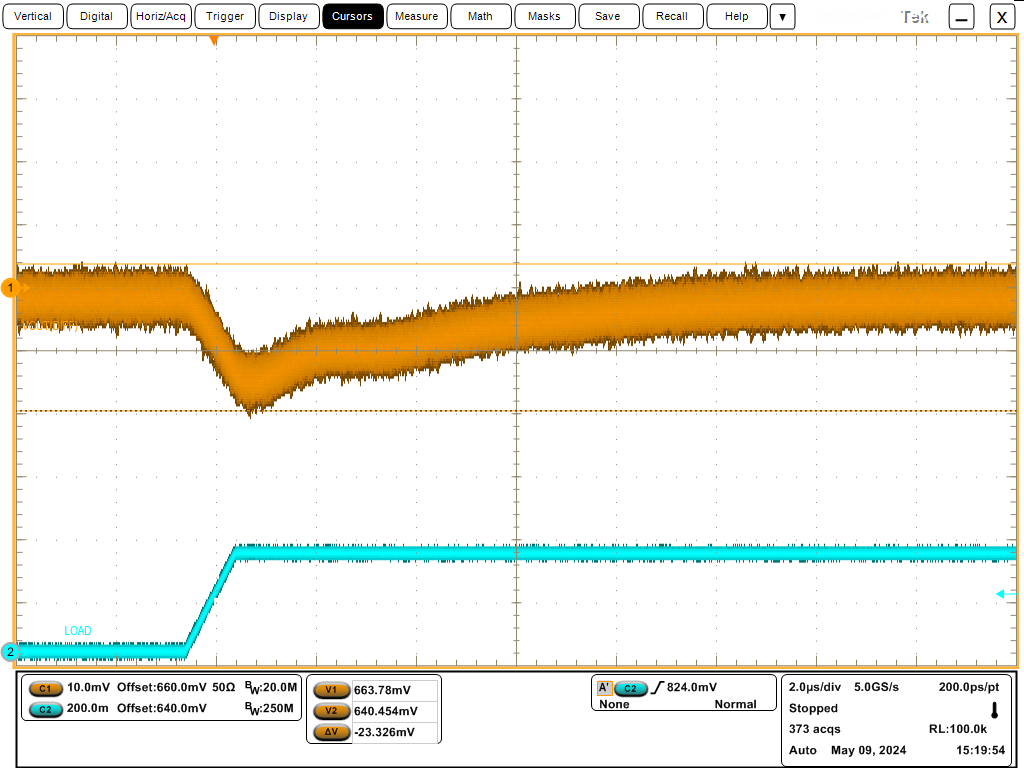 Vertical Digital Horiz/Acq Trigger Display Cursors Measure Math Masks Save Recall Help ▼ Tek X
1
LOAD
2
C1 10.0mV Offset:660.0mV 50Ω BW:20.0M
C2 200.0m Offset:640.0mV BW:250M
V1 663.78mV
V2 640.454mV
ΔV -23.326mV
A' C2 824.0mV
None Normal
2.0µs/div 5.0GS/s 200.0ps/pt
Stopped
373 acqs RL:100.0k
Auto May 09, 2024 15:19:54